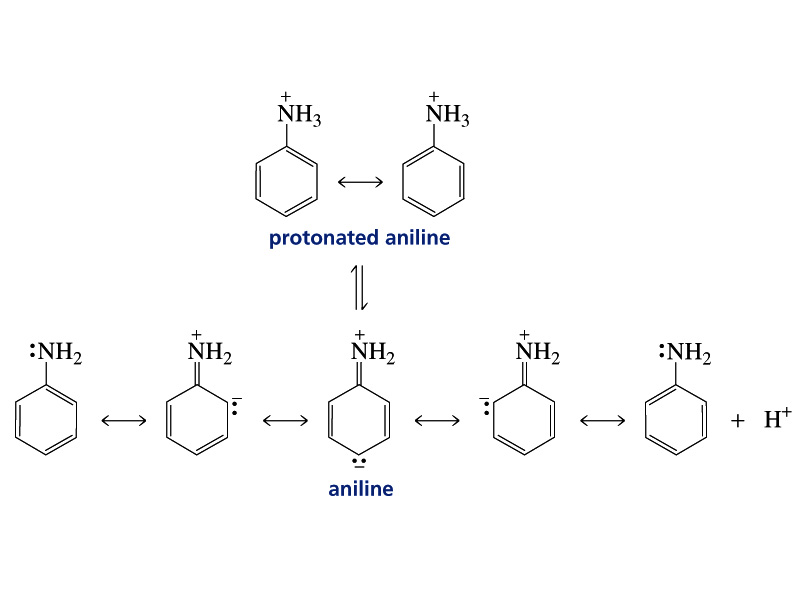 ⁺NH₃ ⁺NH₃
protonated aniline
:NH₂ ⁺NH₂ ⁺NH₂ ⁺NH₂ :NH₂
+ H⁺
aniline